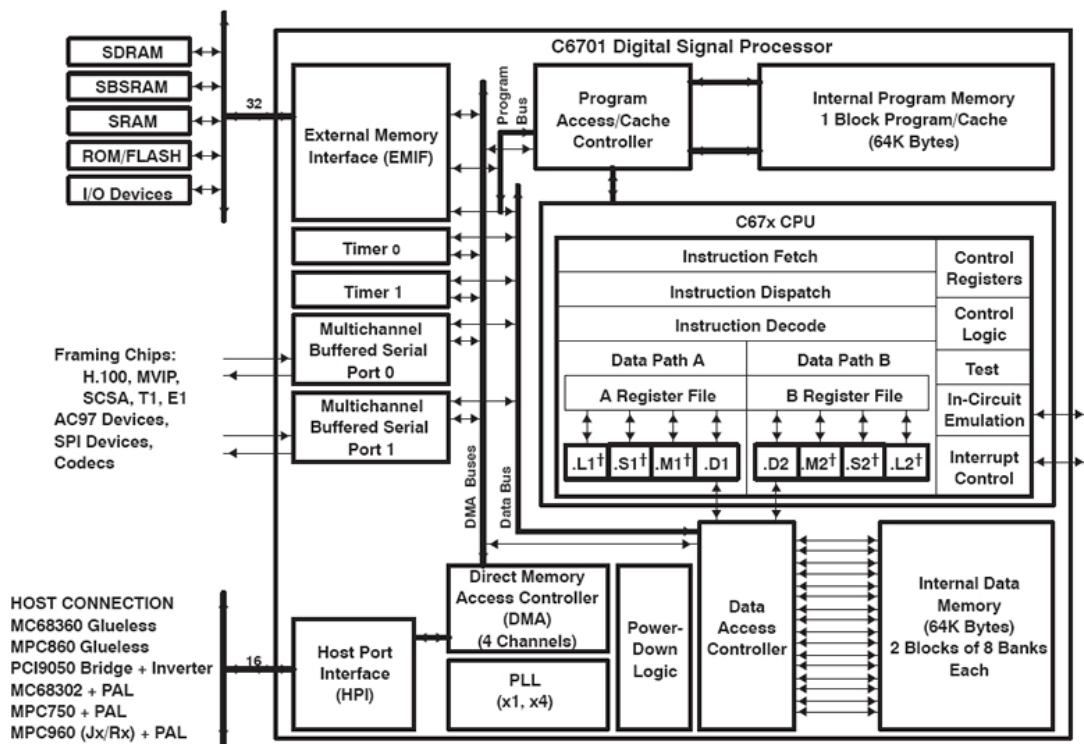 C6701 Digital Signal Processor
SDRAM
SBSRAM
SRAM
ROM/FLASH
I/O Devices
32
External Memory
Interface (EMIF)
Program
Bus
Program
Access/Cache
Controller
Internal Program Memory
1 Block Program/Cache
(64K Bytes)
Timer 0
Timer 1
Multichannel
Buffered Serial
Port 0
Multichannel
Buffered Serial
Port 1
Framing Chips:
H.100, MVIP,
SCSA, T1, E1
AC97 Devices,
SPI Devices,
Codecs
DMA Buses
Data Bus
C67x CPU
Instruction Fetch
Instruction Dispatch
Instruction Decode
Data Path A
Data Path B
A Register File
B Register File
.L1† .S1† .M1† .D1
.D2 .M2† .S2† .L2†
Control
Registers
Control
Logic
Test
In-Circuit
Emulation
Interrupt
Control
HOST CONNECTION
MC68360 Glueless
MPC860 Glueless
PCI9050 Bridge + Inverter
MC68302 + PAL
MPC750 + PAL
MPC960 (Jx/Rx) + PAL
16
Host Port
Interface
(HPI)
Direct Memory
Access Controller
(DMA)
(4 Channels)
PLL
(x1, x4)
Power-
Down
Logic
Data
Access
Controller
Internal Data
Memory
(64K Bytes)
2 Blocks of 8 Banks
Each